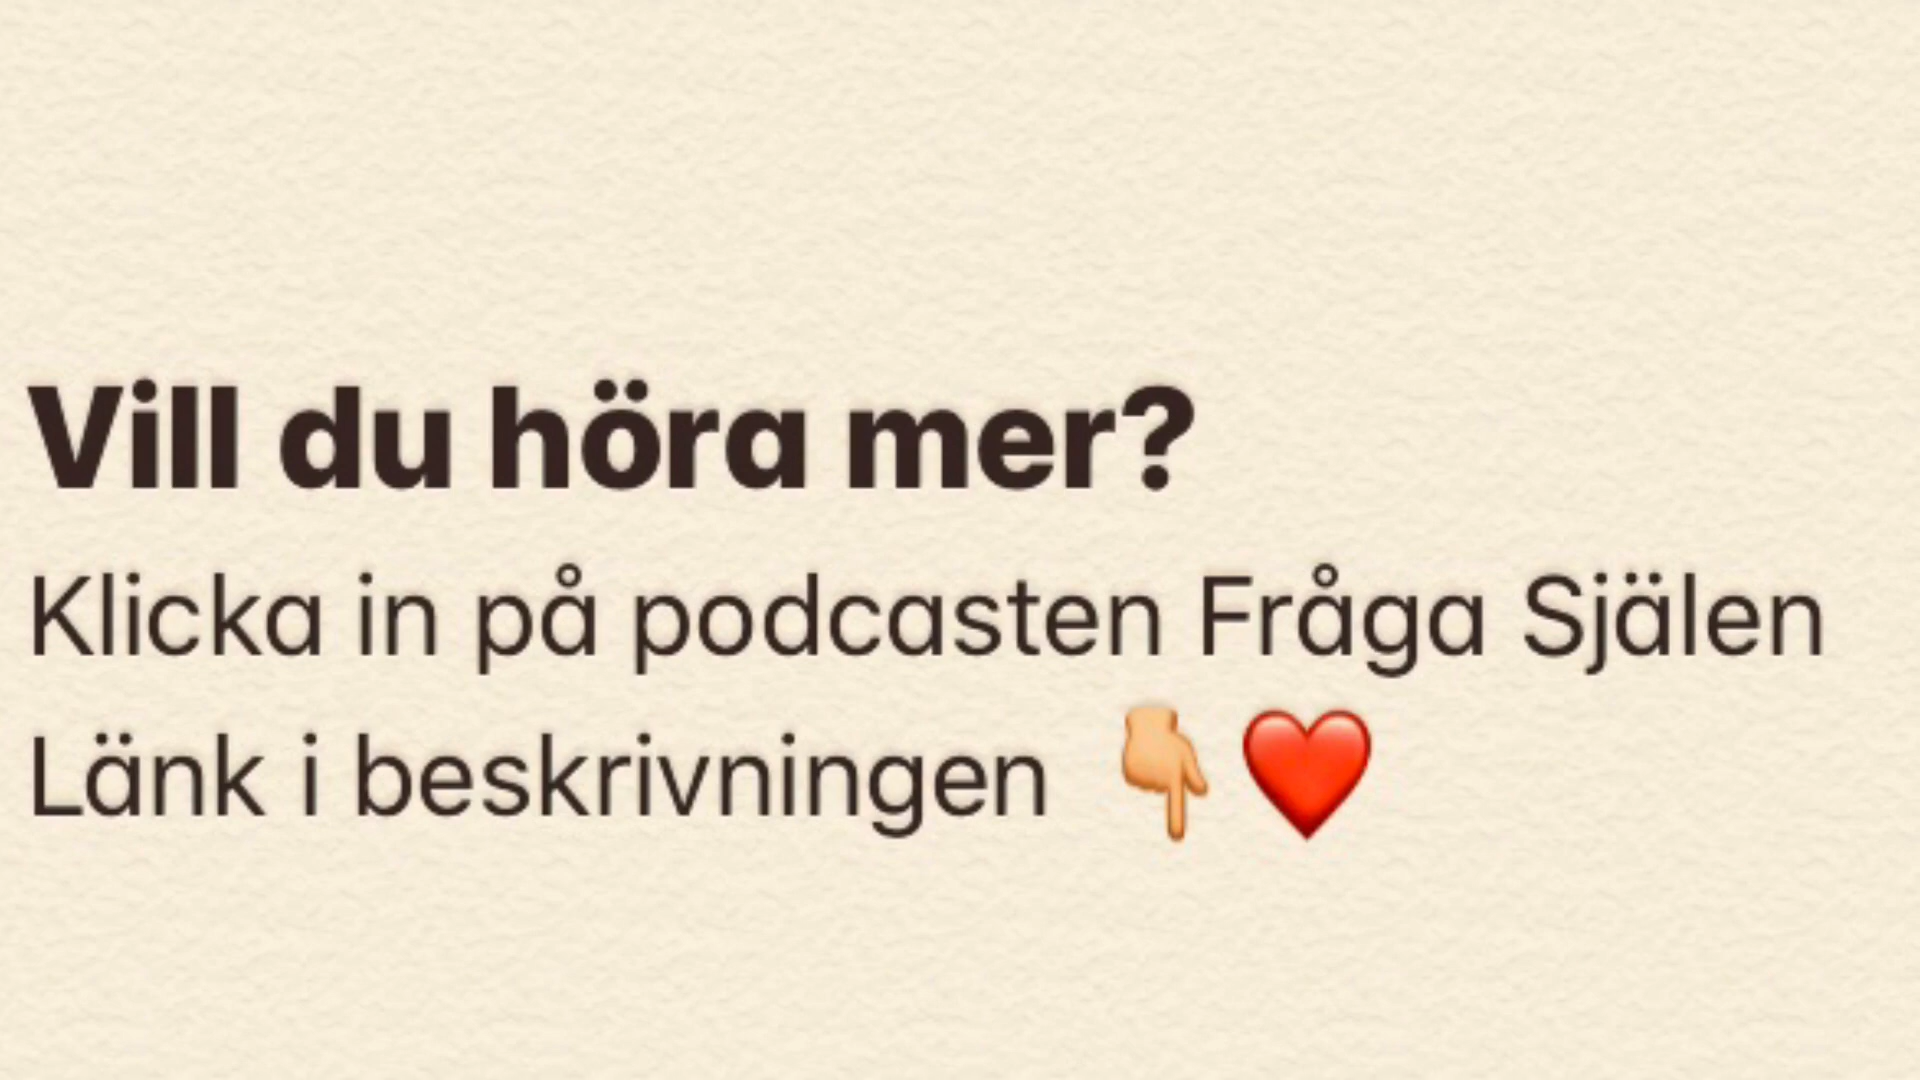 Vill du höra mer?
Klicka in på podcasten Fråga Själen
Länk i beskrivningen 👇🏼❤️